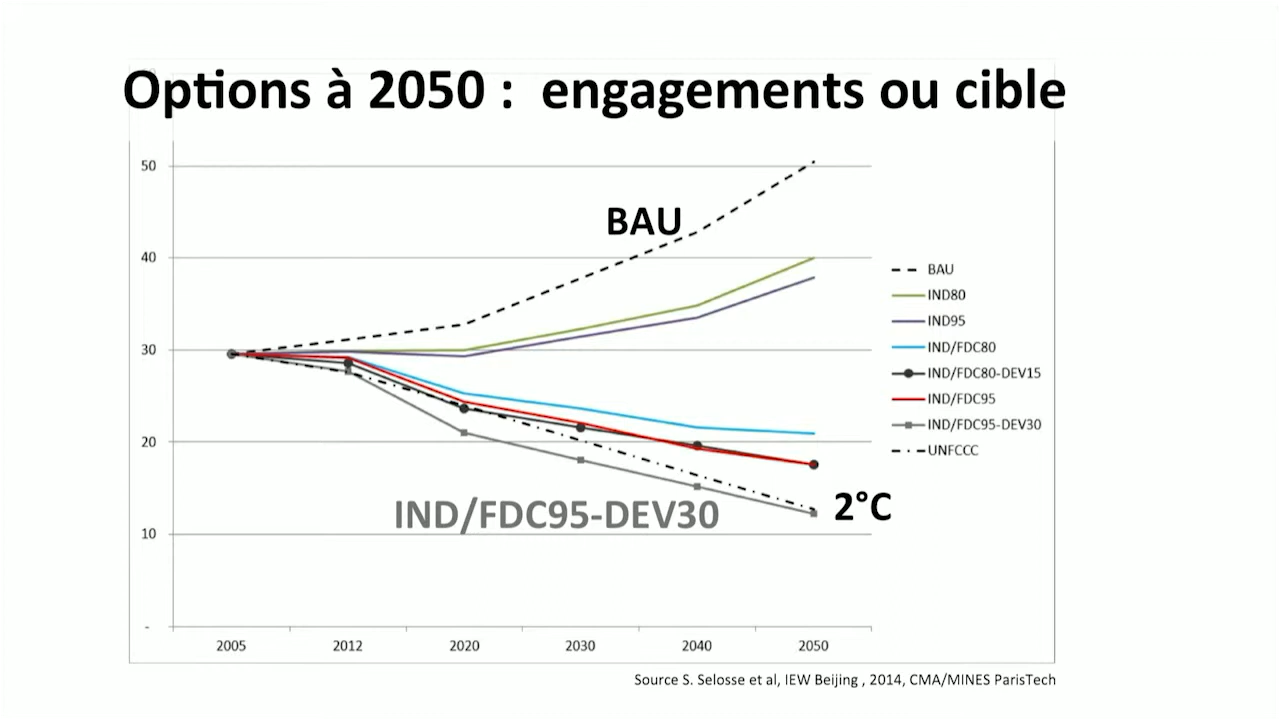 Options à 2050 : engagements ou cible
50
BAU
40
BAU
IND80
IND95
30
IND/FDC80
IND/FDC80-DEV15
IND/FDC95
IND/FDC95-DEV30
20
UNFCCC
2°C
IND/FDC95-DEV30
10
-
2005 2012 2020 2030 2040 2050
Source S. Selosse et al, IEW Beijing , 2014, CMA/MINES ParisTech